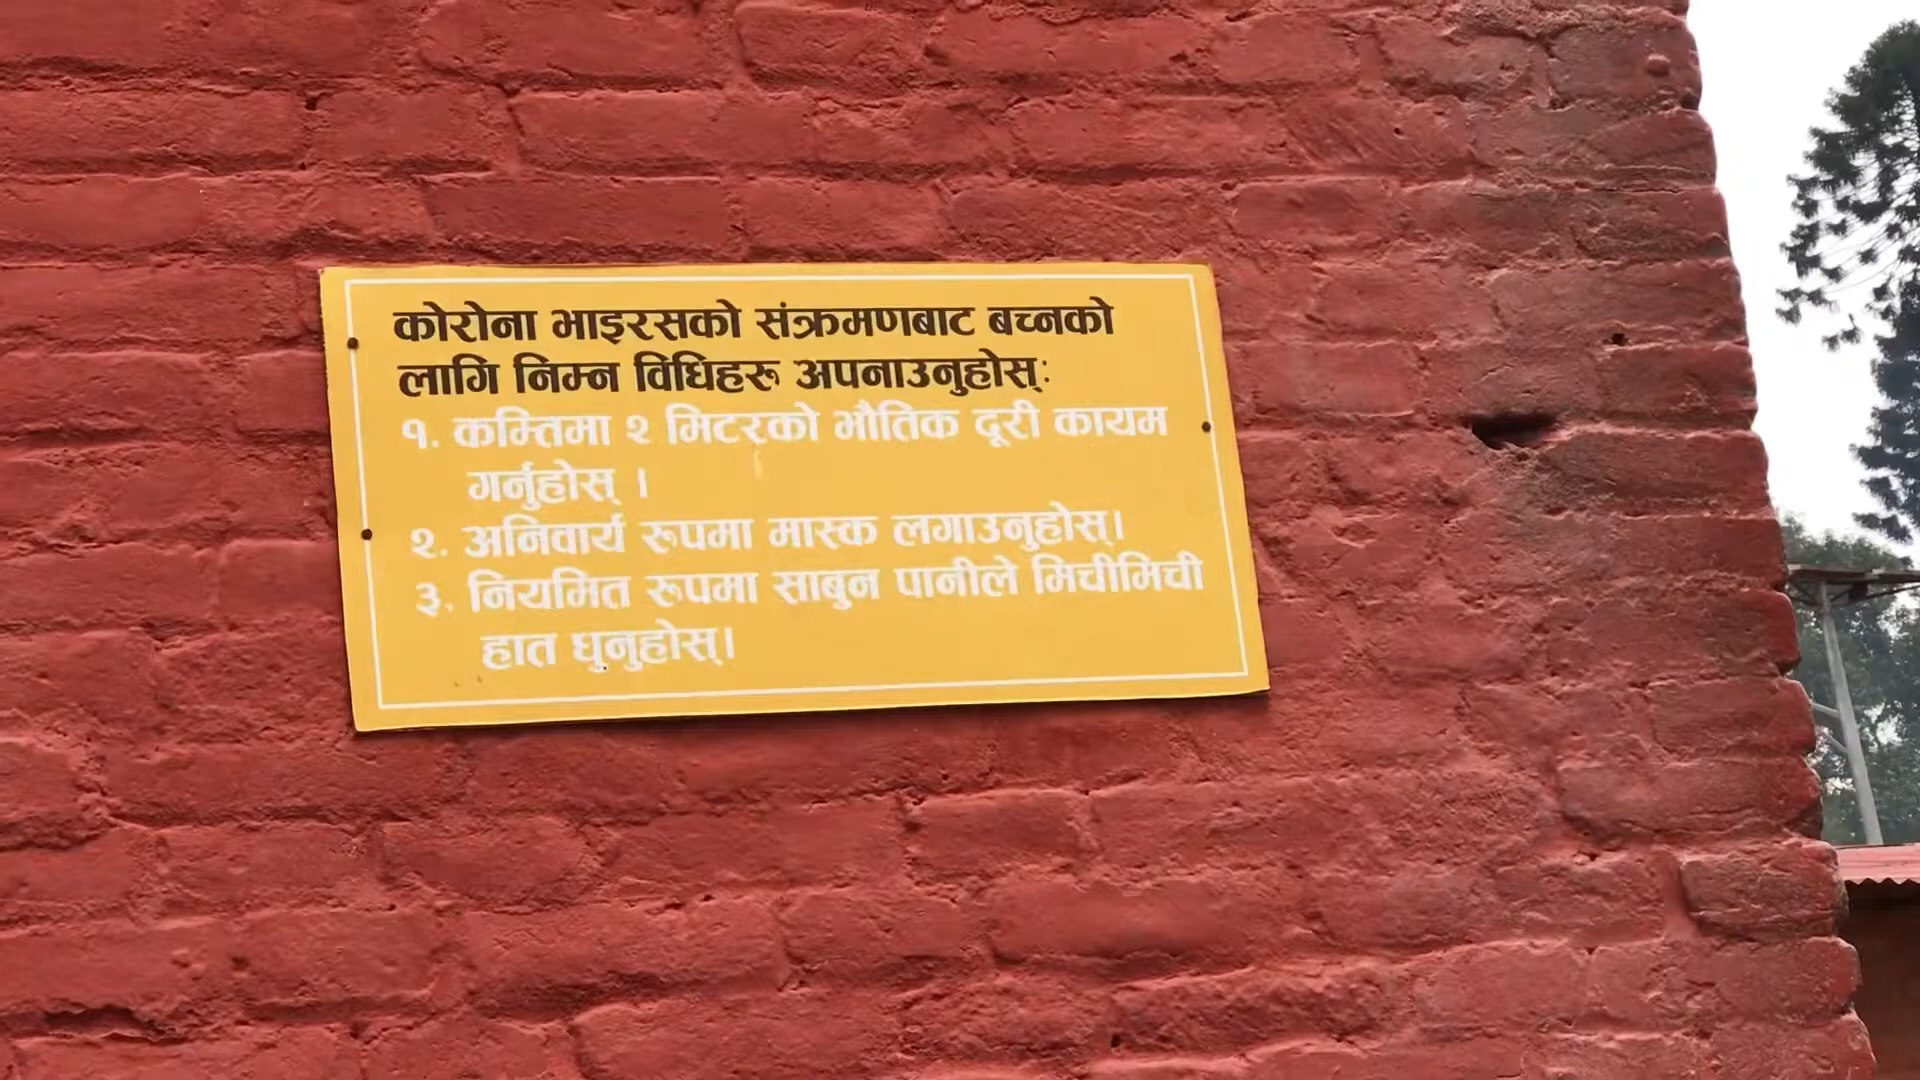 कोरोना भाइरसको संक्रमणबाट बच्नको
लागि निम्न विधिहरू अपनाउनुहोस्ः
१. कम्तिमा २ मिटरको भौतिक दूरी कायम
गर्नुहोस् ।
२. अनिवार्य रूपमा मास्क लगाउनुहोस्।
३. नियमित रूपमा साबुन पानीले मिचीमिची
हात धुनुहोस्।